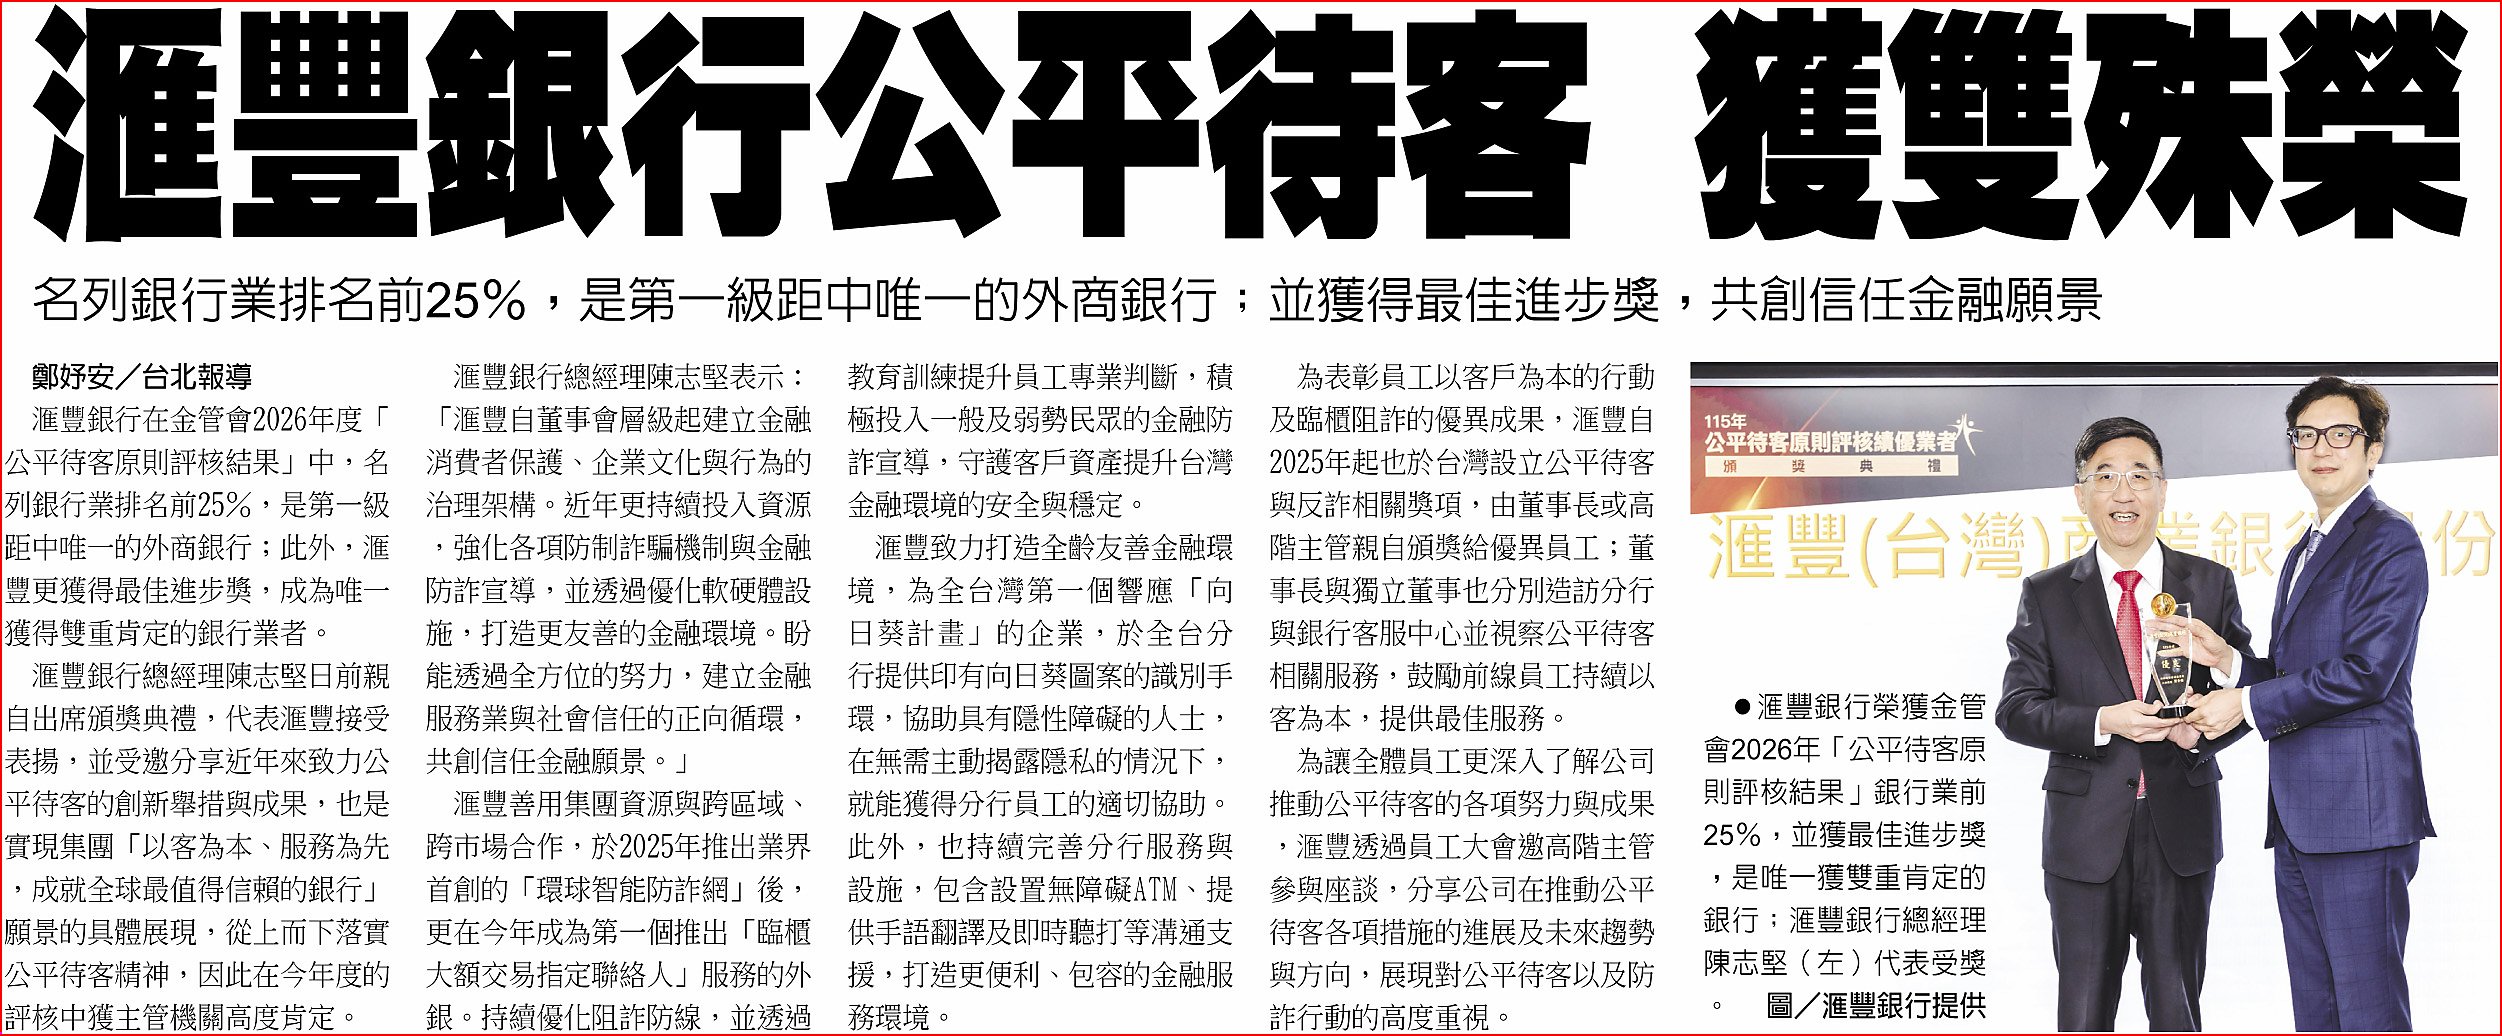 滙豐銀行公平待客 獲雙殊榮
名列銀行業排名前25%，是第一級距中唯一的外商銀行；並獲得最佳進步獎，共創信任金融願景
鄭妤安／台北報導
滙豐銀行在金管會2026年度「
公平待客原則評核結果」中，名
列銀行業排名前25%，是第一級
距中唯一的外商銀行；此外，滙
豐更獲得最佳進步獎，成為唯一
獲得雙重肯定的銀行業者。
滙豐銀行總經理陳志堅日前親
自出席頒獎典禮，代表滙豐接受
表揚，並受邀分享近年來致力公
平待客的創新舉措與成果，也是
實現集團「以客為本、服務為先
，成就全球最值得信賴的銀行」
願景的具體展現，從上而下落實
公平待客精神，因此在今年度的
評核中獲主管機關高度肯定。
滙豐銀行總經理陳志堅表示：
「滙豐自董事會層級起建立金融
消費者保護、企業文化與行為的
治理架構。近年更持續投入資源
，強化各項防制詐騙機制與金融
防詐宣導，並透過優化軟硬體設
施，打造更友善的金融環境。盼
能透過全方位的努力，建立金融
服務業與社會信任的正向循環，
共創信任金融願景。」
滙豐善用集團資源與跨區域、
跨市場合作，於2025年推出業界
首創的「環球智能防詐網」後，
更在今年成為第一個推出「臨櫃
大額交易指定聯絡人」服務的外
銀。持續優化阻詐防線，並透過
教育訓練提升員工專業判斷，積
極投入一般及弱勢民眾的金融防
詐宣導，守護客戶資產提升台灣
金融環境的安全與穩定。
滙豐致力打造全齡友善金融環
境，為全台灣第一個響應「向
日葵計畫」的企業，於全台分
行提供印有向日葵圖案的識別手
環，協助具有隱性障礙的人士，
在無需主動揭露隱私的情況下，
就能獲得分行員工的適切協助。
此外，也持續完善分行服務與
設施，包含設置無障礙ATM、提
供手語翻譯及即時聽打等溝通支
援，打造更便利、包容的金融服
務環境。
為表彰員工以客戶為本的行動
及臨櫃阻詐的優異成果，滙豐自
2025年起也於台灣設立公平待客
與反詐相關獎項，由董事長或高
階主管親自頒獎給優異員工；董
事長與獨立董事也分別造訪分行
與銀行客服中心並視察公平待客
相關服務，鼓勵前線員工持續以
客為本，提供最佳服務。
為讓全體員工更深入了解公司
推動公平待客的各項努力與成果
，滙豐透過員工大會邀高階主管
參與座談，分享公司在推動公平
待客各項措施的進展及未來趨勢
與方向，展現對公平待客以及防
詐行動的高度重視。
115年
公平待客原則評核績優業者
頒獎典禮
滙豐(台灣)商業銀行 份
優良
●滙豐銀行榮獲金管
會2026年「公平待客原
則評核結果」銀行業前
25%，並獲最佳進步獎
，是唯一獲雙重肯定的
銀行；滙豐銀行總經理
陳志堅（左）代表受獎
。 圖／滙豐銀行提供